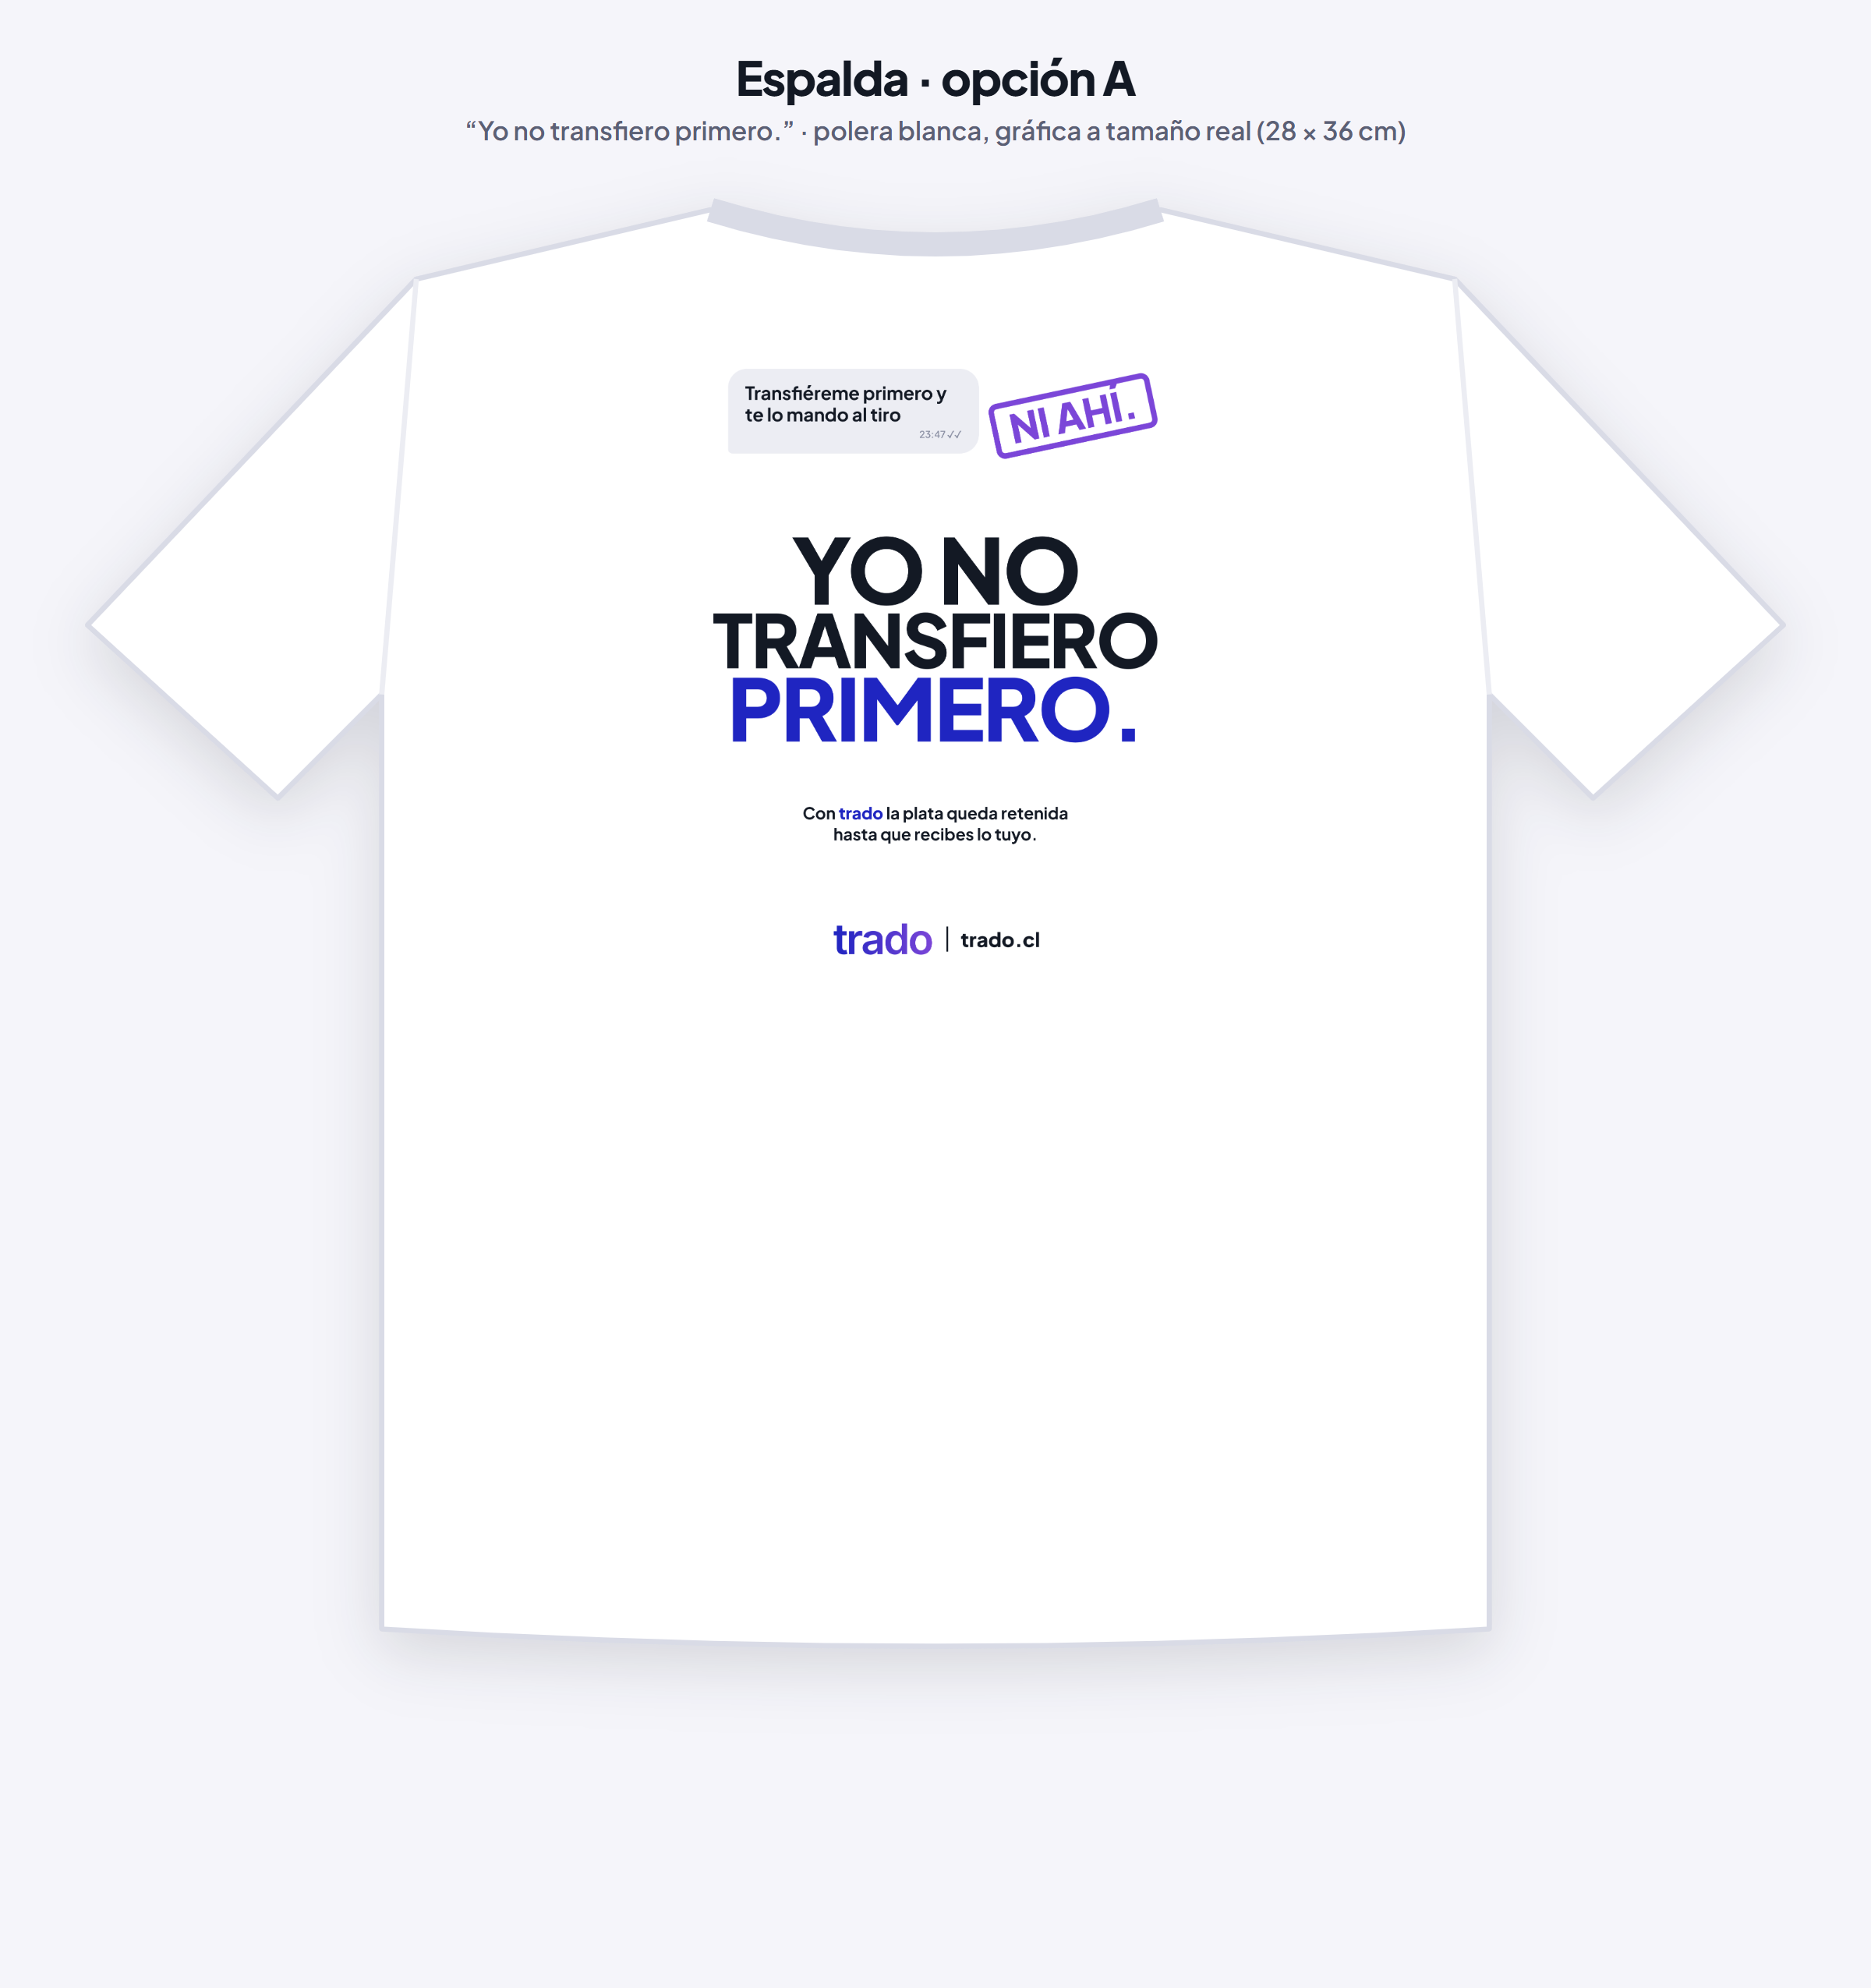 Espalda · opción A
“Yo no transfiero primero.” · polera blanca, gráfica a tamaño real (28 × 36 cm)
Transfiéreme primero y
te lo mando al tiro
23:47 ✓✓
NI AHÍ.
YO NO
TRANSFIERO
PRIMERO.
Con trado la plata queda retenida
hasta que recibes lo tuyo.
trado | trado.cl